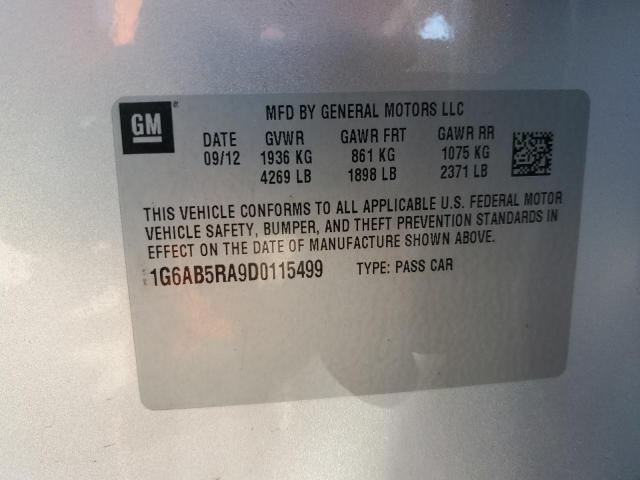 GM
MFD BY GENERAL MOTORS LLC
DATE GVWR GAWR FRT GAWR RR
09/12 1936 KG 861 KG 1075 KG
4269 LB 1898 LB 2371 LB
THIS VEHICLE CONFORMS TO ALL APPLICABLE U.S. FEDERAL MOTOR
VEHICLE SAFETY, BUMPER, AND THEFT PREVENTION STANDARDS IN
EFFECT ON THE DATE OF MANUFACTURE SHOWN ABOVE.
1G6AB5RA9D0115499 TYPE: PASS CAR